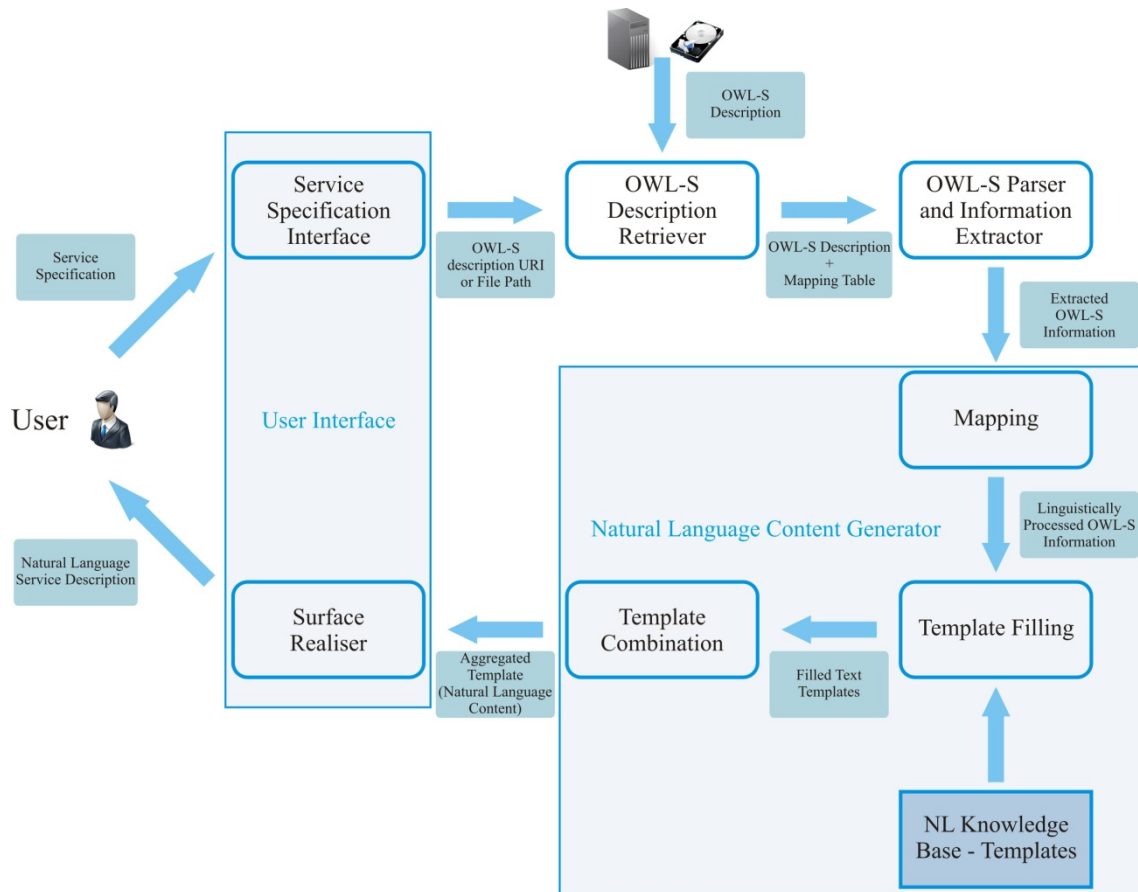 OWL-S
Description
Service
Specification
Interface
OWL-S
Description
Retriever
OWL-S Parser
and Information
Extractor
Service
Specification
OWL-S
description URI
or File Path
OWL-S Description
+
Mapping Table
Extracted
OWL-S
Information
User
User Interface
Mapping
Natural Language Content Generator
Linguistically
Processed OWL-S
Information
Natural Language
Service Description
Surface
Realiser
Template
Combination
Template Filling
Aggregated
Template
(Natural Language
Content)
Filled Text
Templates
NL Knowledge
Base - Templates